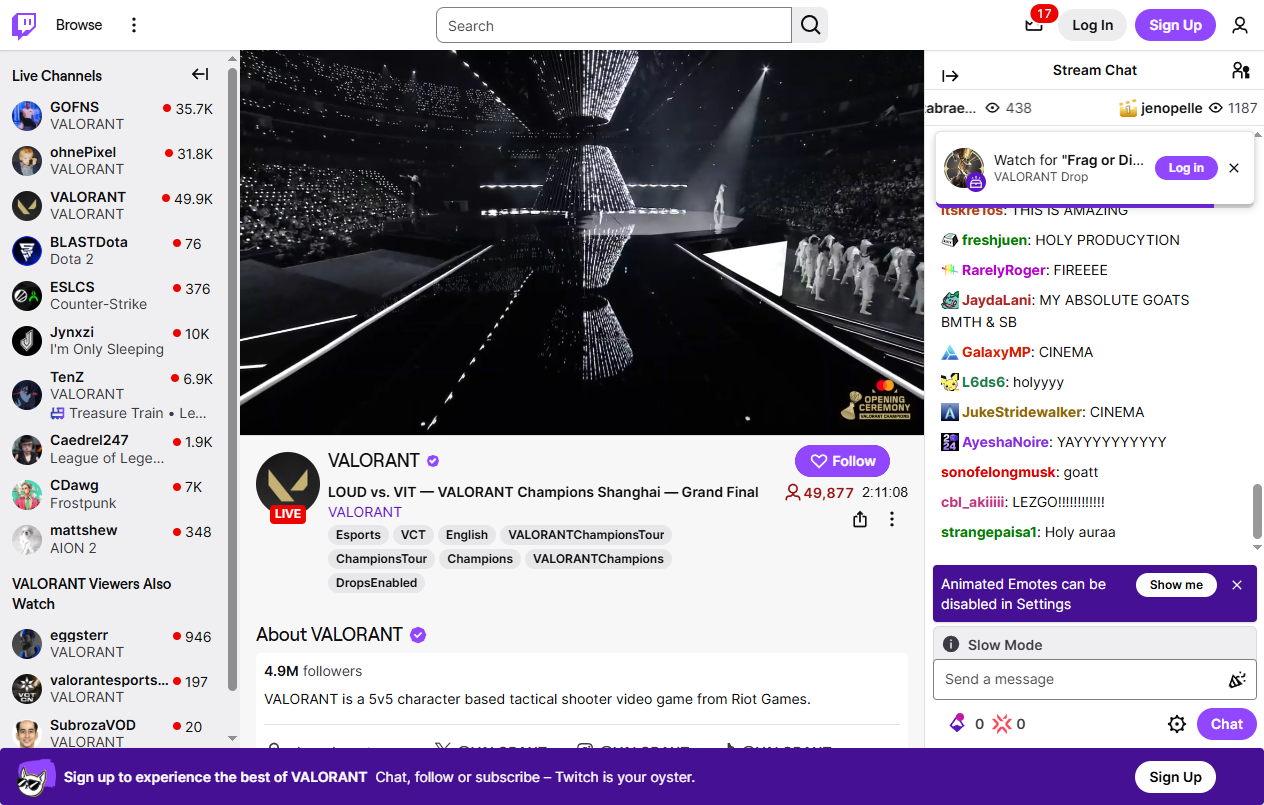 Browse
Search
17
Log In
Sign Up
Live Channels
GOFNS
35.7K
VALORANT
ohnePixel
31.8K
VALORANT
VALORANT
49.9K
VALORANT
BLASTDota
76
Dota 2
ESLCS
376
Counter-Strike
Jynxzi
10K
I'm Only Sleeping
TenZ
6.9K
VALORANT
Treasure Train • Le...
Caedrel247
1.9K
League of Lege...
CDawg
7K
Frostpunk
mattshew
348
AION 2
VALORANT Viewers Also
Watch
eggsterr
946
VALORANT
valorantesports...
197
VALORANT
SubrozaVOD
20
VALORANT
OPENING
CEREMONY
VALORANT CHAMPIONS
LIVE
VALORANT
Follow
LOUD vs. VIT — VALORANT Champions Shanghai — Grand Final
49,877
2:11:08
VALORANT
Esports
VCT
English
VALORANTChampionsTour
ChampionsTour
Champions
VALORANTChampions
DropsEnabled
About VALORANT
4.9M followers
VALORANT is a 5v5 character based tactical shooter video game from Riot Games.
@VALORANT
@VALORANT
@VALORANT
Stream Chat
abrae...
438
jenopelle
1187
Watch for "Frag or Di...
VALORANT Drop
Log in
itskre1os: THIS IS AMAZING
freshjuen: HOLY PRODUCYTION
RarelyRoger: FIREEEE
JaydaLani: MY ABSOLUTE GOATS
BMTH & SB
GalaxyMP: CINEMA
L6ds6: holyyyy
JukeStridewalker: CINEMA
AyeshaNoire: YAYYYYYYYYYY
sonofelongmusk: goatt
cbl_akiiiii: LEZGO!!!!!!!!!!!!
strangepaisa1: Holy auraa
Animated Emotes can be
disabled in Settings
Show me
Slow Mode
Send a message
0
0
Chat
Sign up to experience the best of VALORANT Chat, follow or subscribe – Twitch is your oyster.
Sign Up